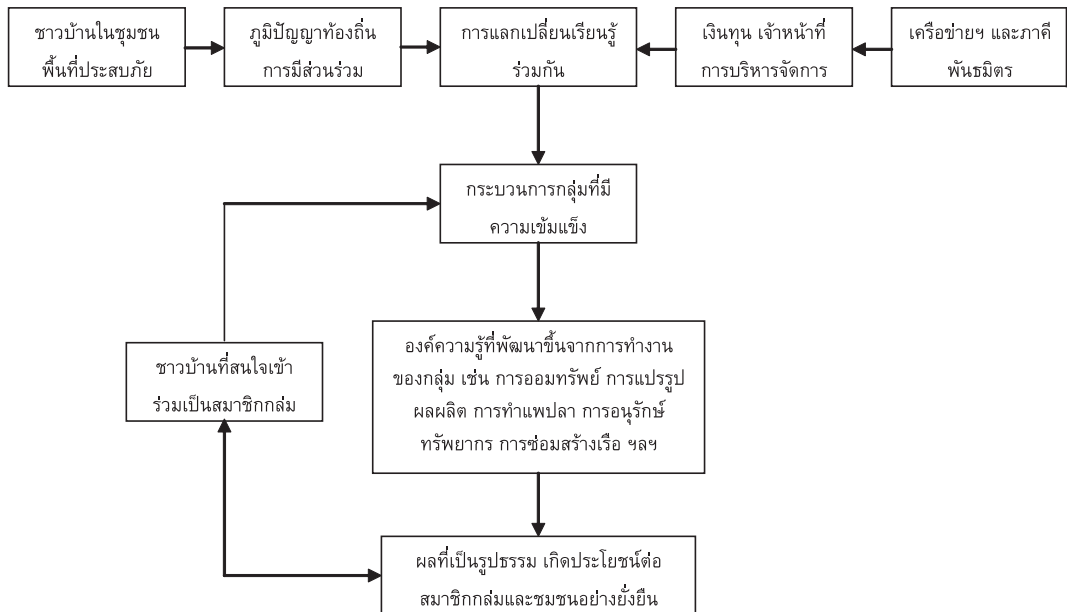 ชาวบ้านในชุมชน
พื้นที่ประสบภัย
ภูมิปัญญาท้องถิ่น
การมีส่วนร่วม
การแลกเปลี่ยนเรียนรู้
ร่วมกัน
เงินทุน เจ้าหน้าที่
การบริหารจัดการ
เครือข่ายฯ และภาคี
พันธมิตร
กระบวนการกลุ่มที่มี
ความเข้มแข็ง
ชาวบ้านที่สนใจเข้า
ร่วมเป็นสมาชิกกล่ม
องค์ความรู้ที่พัฒนาขึ้นจากการทำงาน
ของกลุ่ม เช่น การออมทรัพย์ การแปรรูป
ผลผลิต การทำแพปลา การอนุรักษ์
ทรัพยากร การซ่อมสร้างเรือ ฯลฯ
ผลที่เป็นรูปธรรม เกิดประโยชน์ต่อ
สมาชิกกล่มและชมชนอย่างยั่งยืน